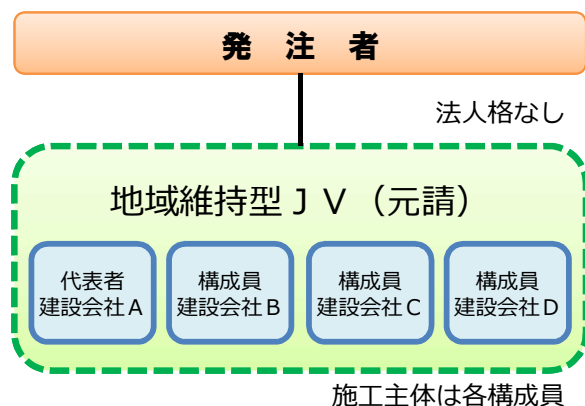 発　注　者
法人格なし
地域維持型ＪＶ（元請）
代表者
建設会社Ａ
構成員
建設会社Ｂ
構成員
建設会社Ｃ
構成員
建設会社Ｄ
施工主体は各構成員